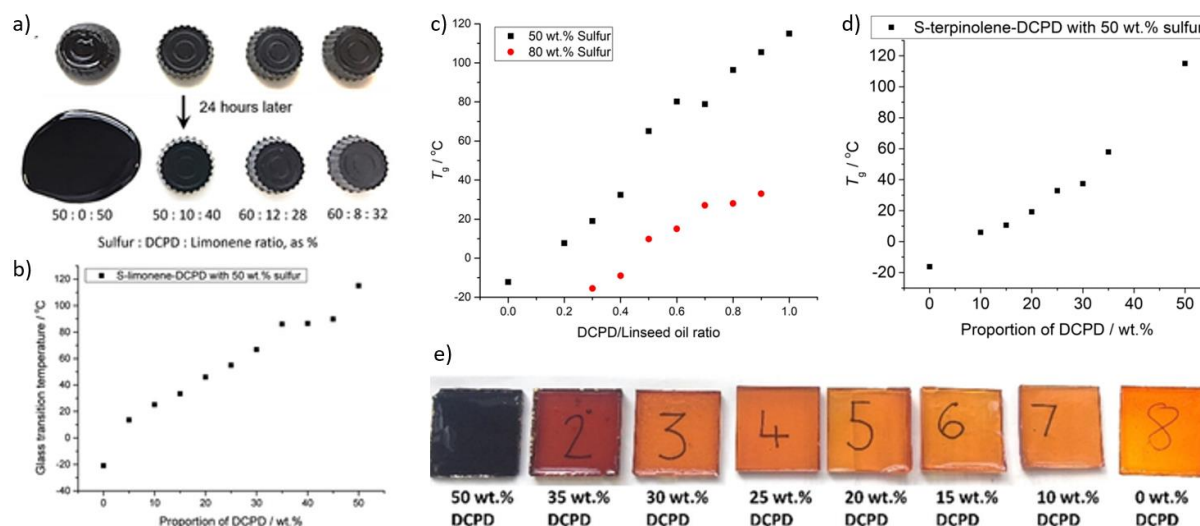 a)
24 hours later
50 : 0 : 50 50 : 10 : 40 60 : 12 : 28 60 : 8 : 32
Sulfur : DCPD : Limonene ratio, as %
b)
S-limonene-DCPD with 50 wt.% sulfur
Glass transition temperature / °C
120
100
80
60
40
20
0
-20
-40
0 10 20 30 40 50
Proportion of DCPD / wt.%
c)
50 wt.% Sulfur
80 wt.% Sulfur
Tg / °C
120
100
80
60
40
20
0
-20
0.0 0.2 0.4 0.6 0.8 1.0
DCPD/Linseed oil ratio
d)
S-terpinolene-DCPD with 50 wt.% sulfur
Tg / °C
120
100
80
60
40
20
0
-20
0 10 20 30 40 50
Proportion of DCPD / wt.%
e)
2 3 4 5 6 7 8
50 wt.% 35 wt.% 30 wt.% 25 wt.% 20 wt.% 15 wt.% 10 wt.% 0 wt.%
DCPD DCPD DCPD DCPD DCPD DCPD DCPD DCPD